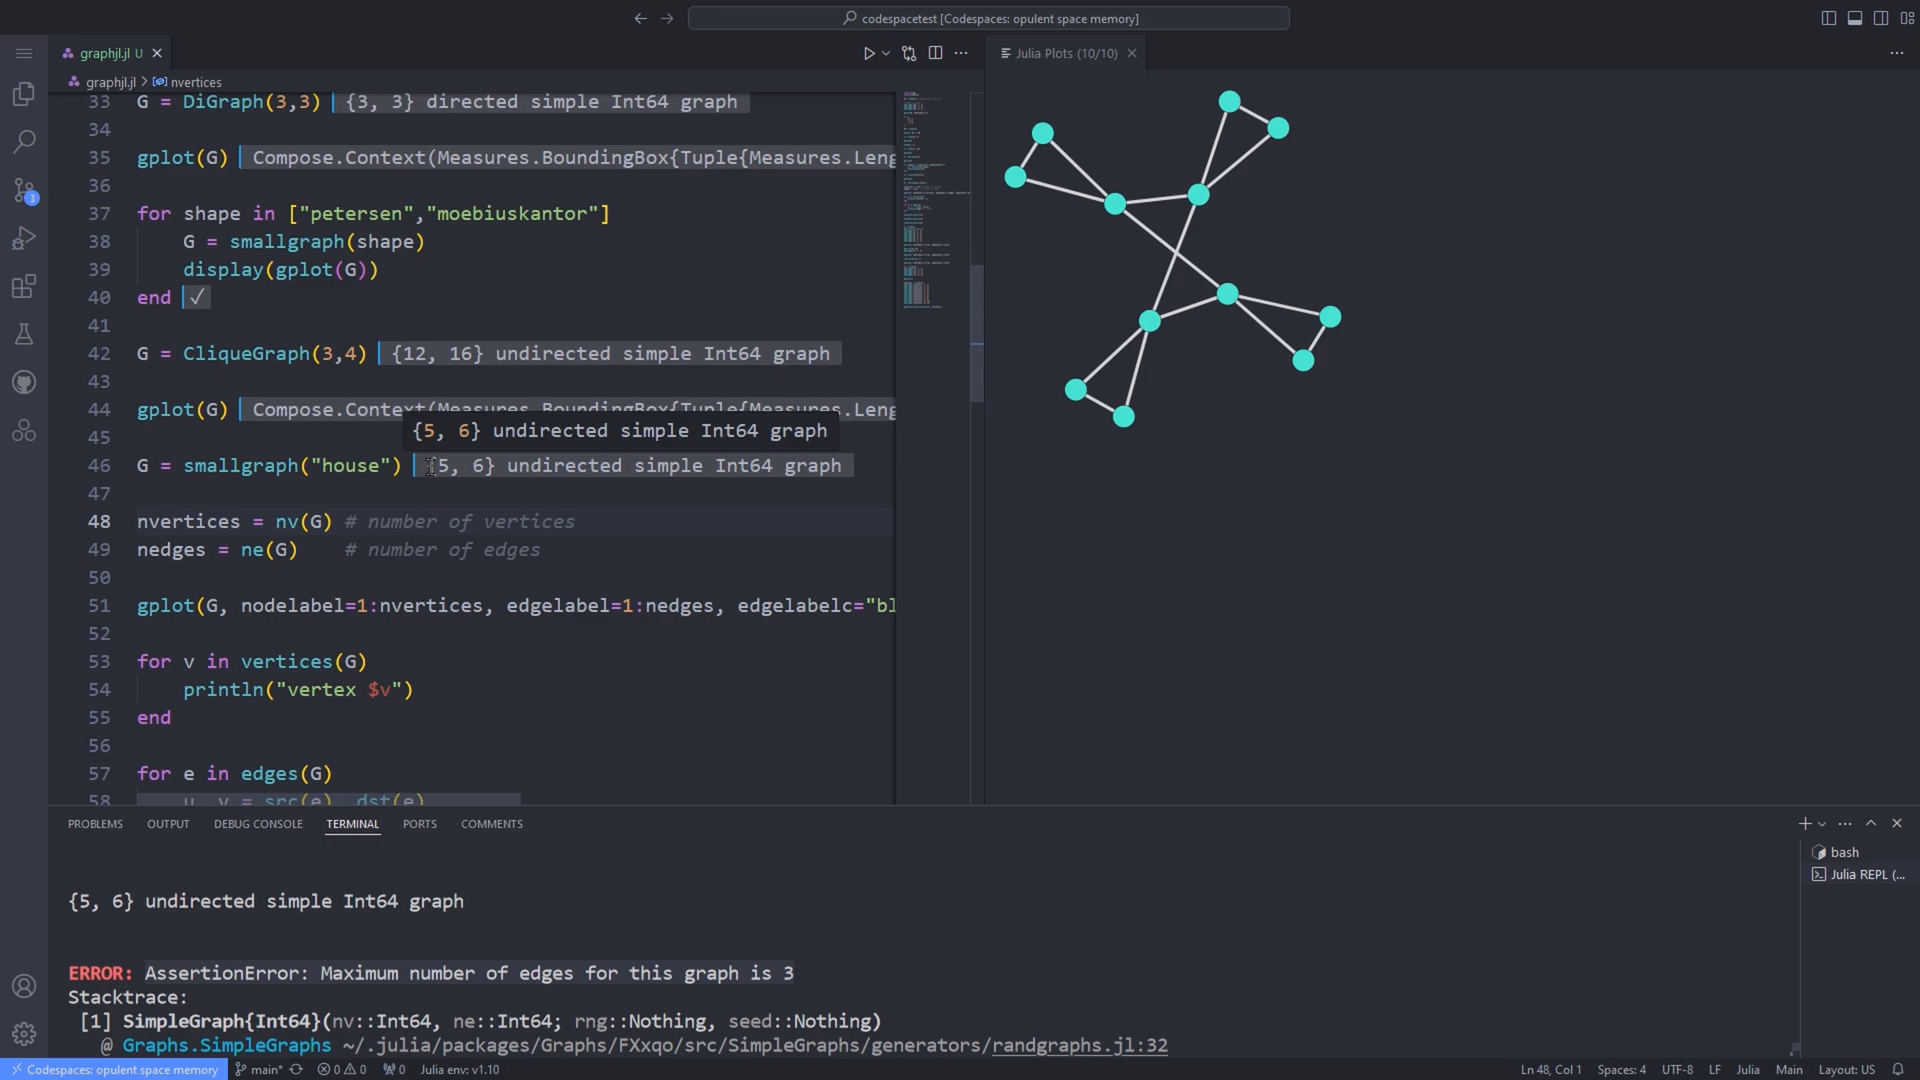 codespacetest [Codespaces: opulent space memory]
graphjl.jl U
Julia Plots (10/10)
graphjl.jl > nvertices
33 G = DiGraph(3,3) {3, 3} directed simple Int64 graph
34
35 gplot(G) Compose.Context(Measures.BoundingBox{Tuple{Measures.Leng
36
37 for shape in ["petersen","moebiuskantor"]
38 G = smallgraph(shape)
39 display(gplot(G))
40 end ✓
41
42 G = CliqueGraph(3,4) {12, 16} undirected simple Int64 graph
43
44 gplot(G) Compose.Context(Measures.BoundingBox{Tuple{Measures.Leng
{5, 6} undirected simple Int64 graph
45
46 G = smallgraph("house") {5, 6} undirected simple Int64 graph
47
48 nvertices = nv(G) # number of vertices
49 nedges = ne(G) # number of edges
50
51 gplot(G, nodelabel=1:nvertices, edgelabel=1:nedges, edgelabelc="bl
52
53 for v in vertices(G)
54 println("vertex $v")
55 end
56
57 for e in edges(G)
58 u, v = src(e), dst(e)
PROBLEMS OUTPUT DEBUG CONSOLE TERMINAL PORTS COMMENTS
bash
Julia REPL (...
{5, 6} undirected simple Int64 graph
ERROR: AssertionError: Maximum number of edges for this graph is 3
Stacktrace:
[1] SimpleGraph{Int64}(nv::Int64, ne::Int64; rng::Nothing, seed::Nothing)
@ Graphs.SimpleGraphs ~/.julia/packages/Graphs/FXxqo/src/SimpleGraphs/generators/randgraphs.jl:32
Codespaces: opulent space memory main* 0 0 0 Julia env: v1.10 Ln 48, Col 1 Spaces: 4 UTF-8 LF Julia Main Layout: US
3